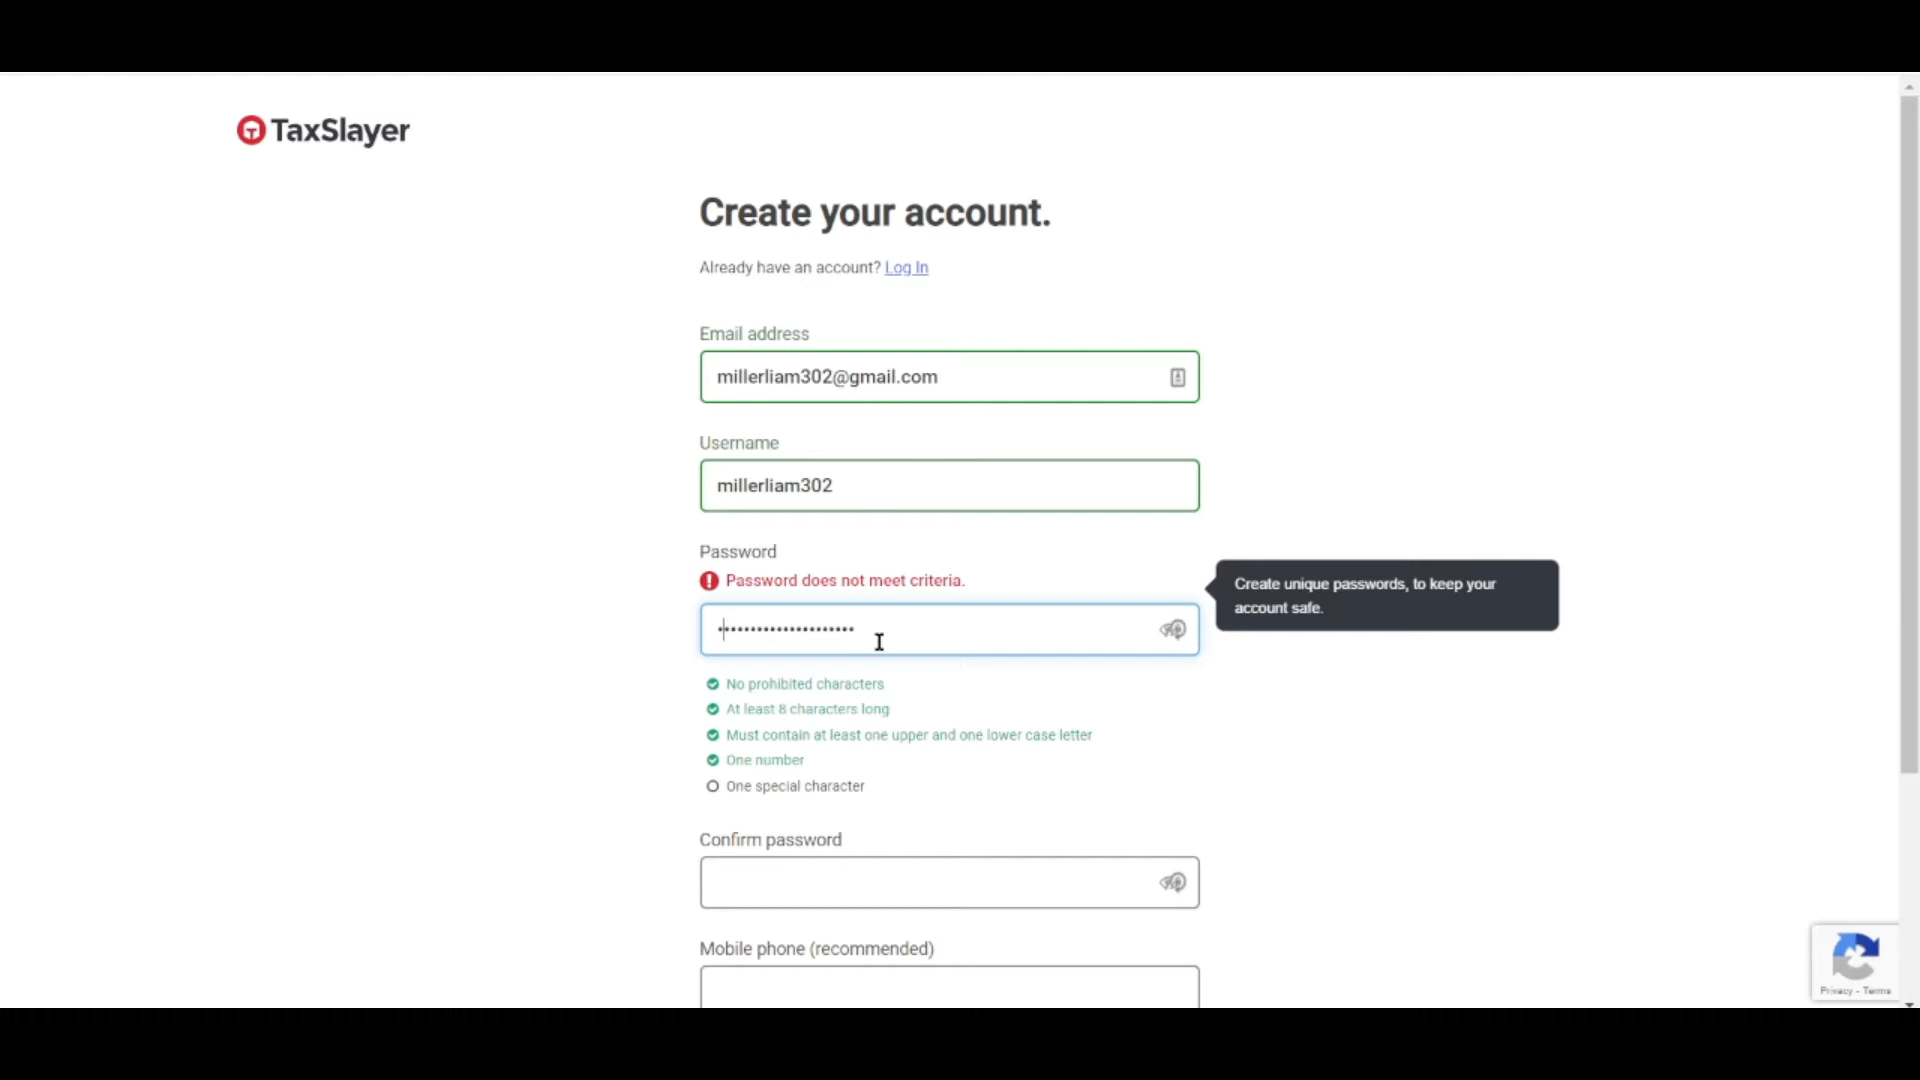 TaxSlayer
Create your account.
Already have an account? Log In
Email address
millerliam302@gmail.com
Username
millerliam302
Password
Password does not meet criteria.
Create unique passwords, to keep your
account safe.
•••••••••••••••••••••
No prohibited characters
At least 8 characters long
Must contain at least one upper and one lower case letter
One number
One special character
Confirm password
Mobile phone (recommended)
Privacy - Terms